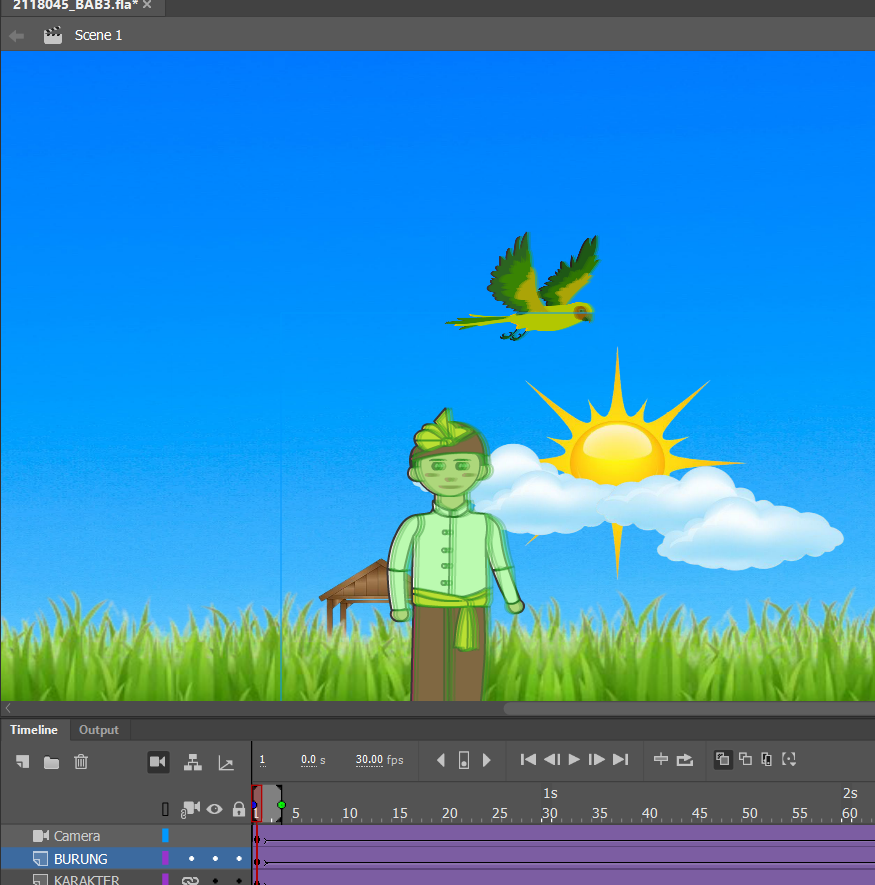 2118045_BAB3.fla* ×
Scene 1
Timeline Output
1 0.0 s 30.00 fps
1s 2s
1 5 10 15 20 25 30 35 40 45 50 55 60
Camera
BURUNG
KARAKTER